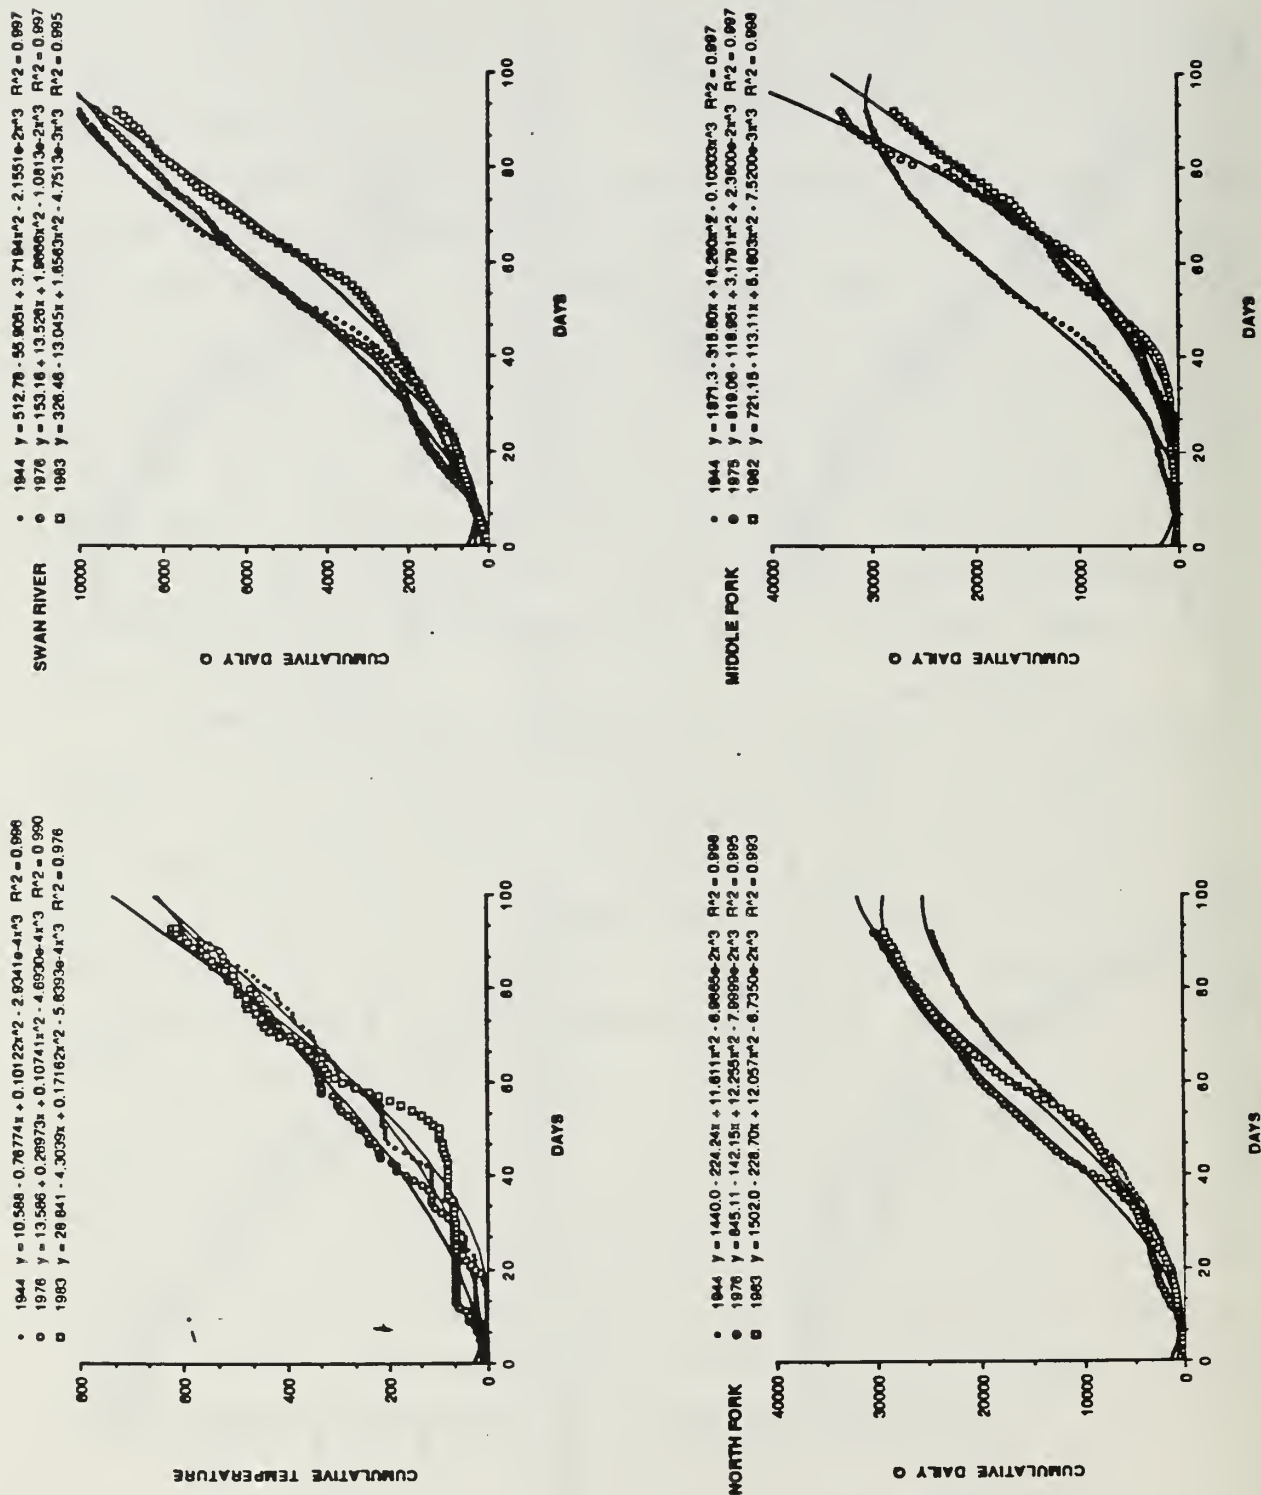 1944 y = 10.588 - 0.76774x + 0.10122x^2 - 2.9341e-4x^3 R^2 = 0.996
1976 y = 13.586 + 0.26973x + 0.10741x^2 - 4.6930e-4x^3 R^2 = 0.990
1983 y = 28.841 - 4.3039x + 0.17162x^2 - 5.8393e-4x^3 R^2 = 0.976
CUMULATIVE TEMPERATURE
800
600
400
200
0
0 20 40 60 80 100
DAYS
SWAN RIVER
1944 y = 512.78 - 55.905x + 3.7194x^2 - 2.1551e-2x^3 R^2 = 0.997
1976 y = 153.16 + 13.526x + 1.9866x^2 - 1.0813e-2x^3 R^2 = 0.997
1983 y = 326.46 - 13.045x + 1.6563x^2 - 4.7513e-3x^3 R^2 = 0.995
CUMULATIVE DAILY Q
10000
8000
6000
4000
2000
0
0 20 40 60 80 100
DAYS
NORTH FORK
1944 y = 1440.0 - 224.24x + 11.611x^2 - 6.9865e-2x^3 R^2 = 0.998
1976 y = 845.11 - 142.15x + 12.255x^2 - 7.9999e-2x^3 R^2 = 0.995
1983 y = 1502.0 - 228.70x + 12.057x^2 - 6.7350e-2x^3 R^2 = 0.993
CUMULATIVE DAILY Q
40000
30000
20000
10000
0
0 20 40 60 80 100
DAYS
MIDDLE FORK
1944 y = 1871.3 - 315.60x + 16.260x^2 - 0.10303x^3 R^2 = 0.997
1975 y = 819.06 - 118.95x + 3.1791x^2 + 2.3800e-2x^3 R^2 = 0.997
1982 y = 721.15 - 113.11x + 5.1803x^2 - 7.5200e-3x^3 R^2 = 0.998
CUMULATIVE DAILY Q
40000
30000
20000
10000
0
0 20 40 60 80 100
DAYS